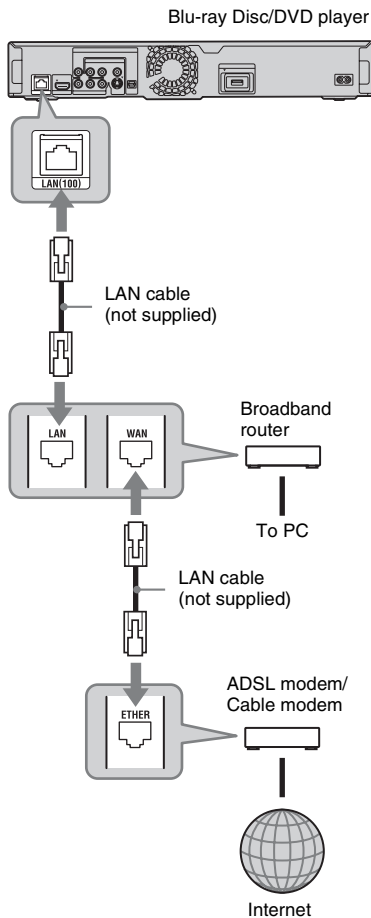 Blu-ray Disc/DVD player
LAN(100)
LAN cable
(not supplied)
LAN
WAN
Broadband
router
To PC
LAN cable
(not supplied)
ETHER
ADSL modem/
Cable modem
Internet